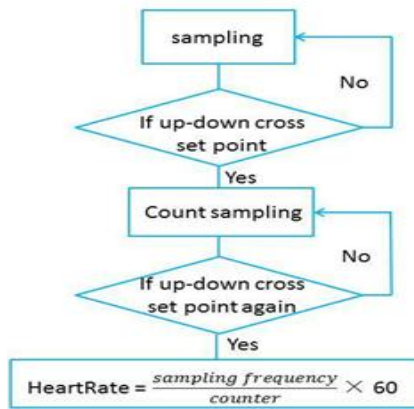 sampling
No
If up-down cross
set point
Yes
Count sampling
No
If up-down cross
set point again
Yes
HeartRate = sampling frequency / counter × 60